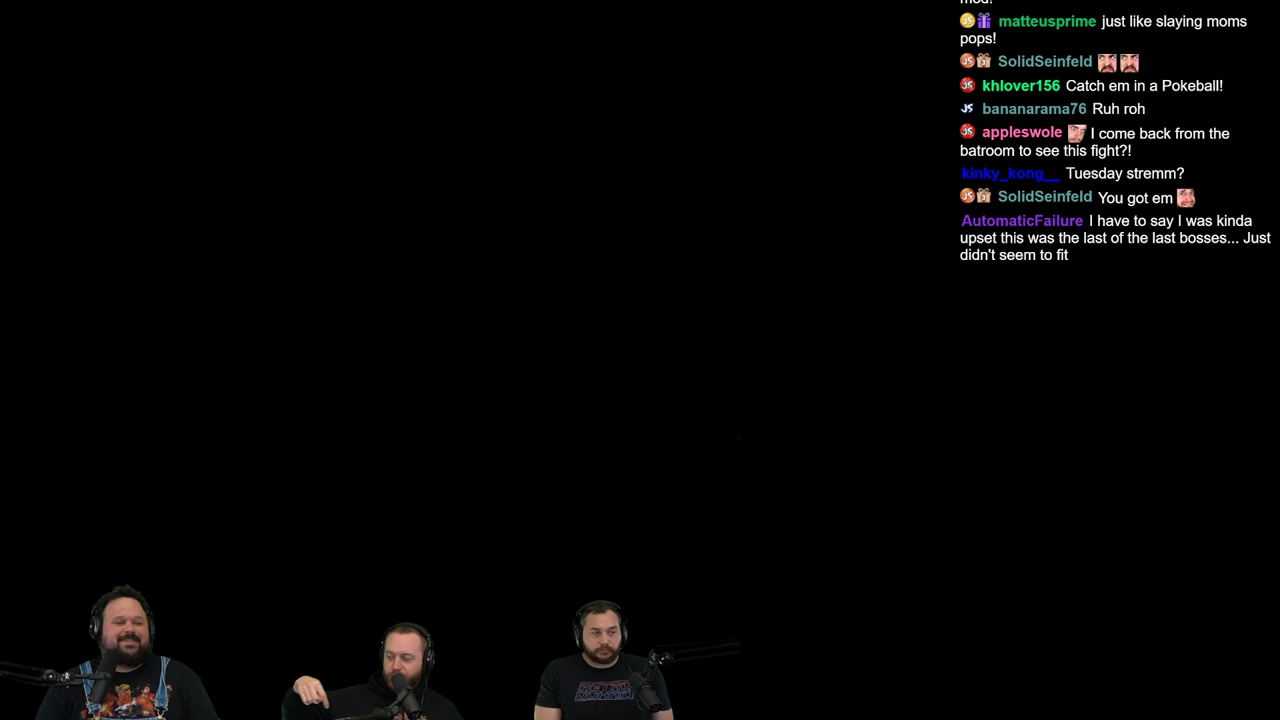 mod!
matteusprime just like slaying moms
pops!
SolidSeinfeld
khlover156 Catch em in a Pokeball!
bananarama76 Ruh roh
appleswole I come back from the
batroom to see this fight?!
kinky_kong__ Tuesday stremm?
SolidSeinfeld You got em
AutomaticFailure I have to say I was kinda
upset this was the last of the last bosses... Just
didn't seem to fit